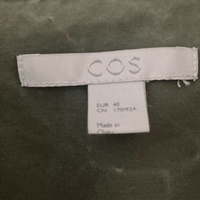 COS
EUR 40
CN 170/92A
Made in
China